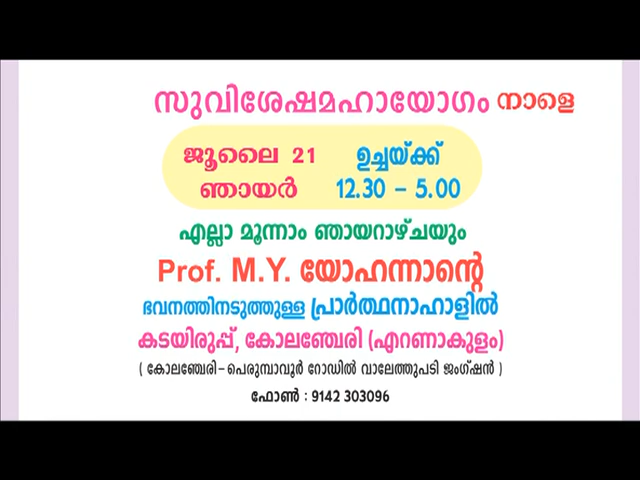 സുവിശേഷമഹായോഗം നാളെ
ജൂലൈ 21 ഉച്ചയ്ക്ക്
ഞായർ 12.30 – 5.00
എല്ലാ മൂന്നാം ഞായറാഴ്ചയും
Prof. M.Y. യോഹന്നാന്റെ
ഭവനത്തിനടുത്തുള്ള പ്രാർത്ഥനാഹാളിൽ
കടയിരുപ്പ്, കോലഞ്ചേരി (എറണാകുളം)
( കോലഞ്ചേരി – പെരുമ്പാവൂർ റോഡിൽ വാലേത്തുപടി ജംഗ്ഷൻ )
ഫോൺ : 9142 303096